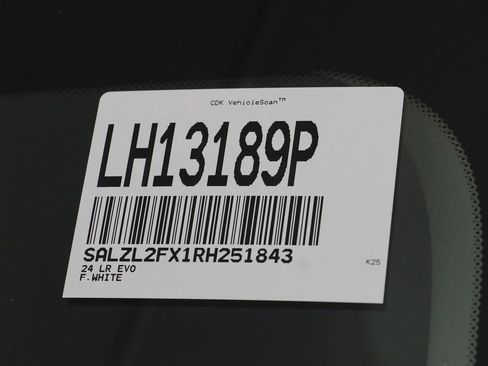 CDK VehicleScan™
LH13189P
SALZL2FX1RH251843
24 LR EVO
F.WHITE
K25